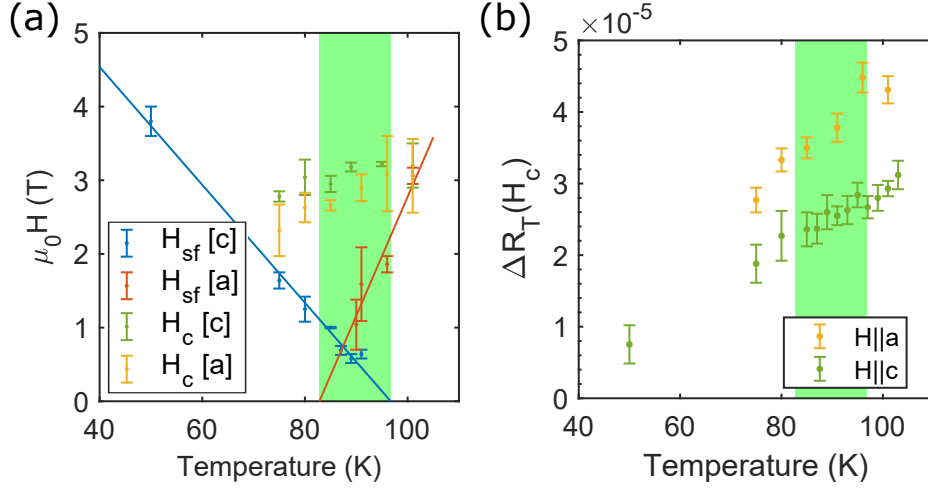 (a)
μ₀H (T)
5
4
3
2
1
0
H_sf [c]
H_sf [a]
H_c [c]
H_c [a]
40
60
80
100
Temperature (K)
(b)
×10⁻⁵
ΔR_T(H_c)
5
4
3
2
1
0
H||a
H||c
40
60
80
100
Temperature (K)